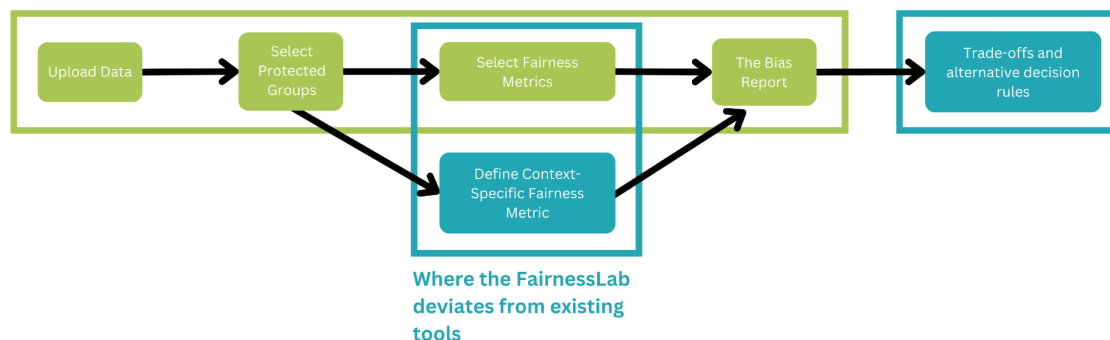 Upload Data
Select
Protected
Groups
Select Fairness
Metrics
The Bias
Report
Trade-offs and
alternative decision
rules
Define Context-
Specific Fairness
Metric
Where the FairnessLab
deviates from existing
tools